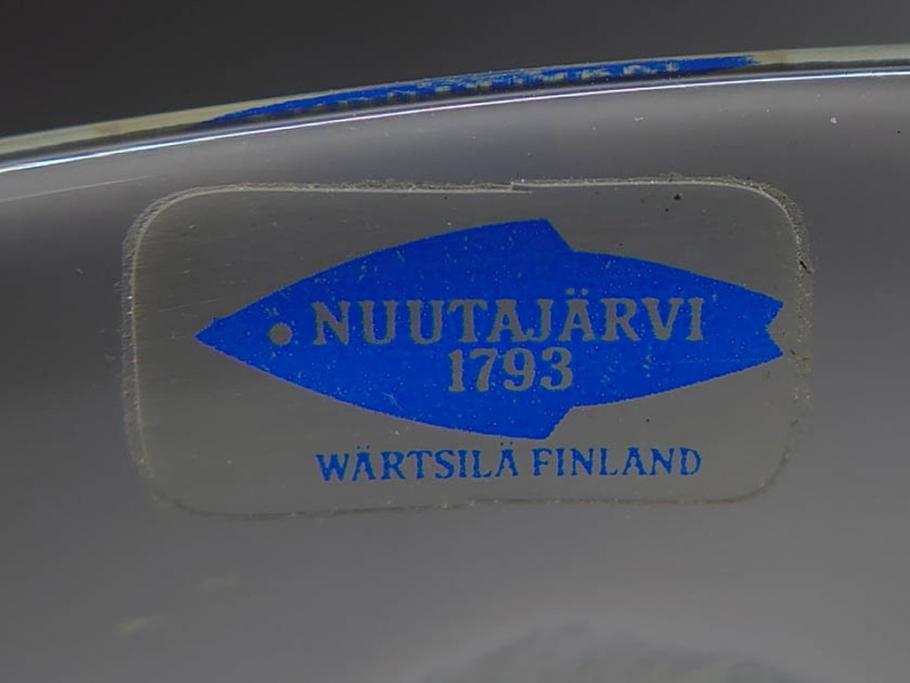 NUUTAJÄRVI
1793
WÄRTSILÄ FINLAND